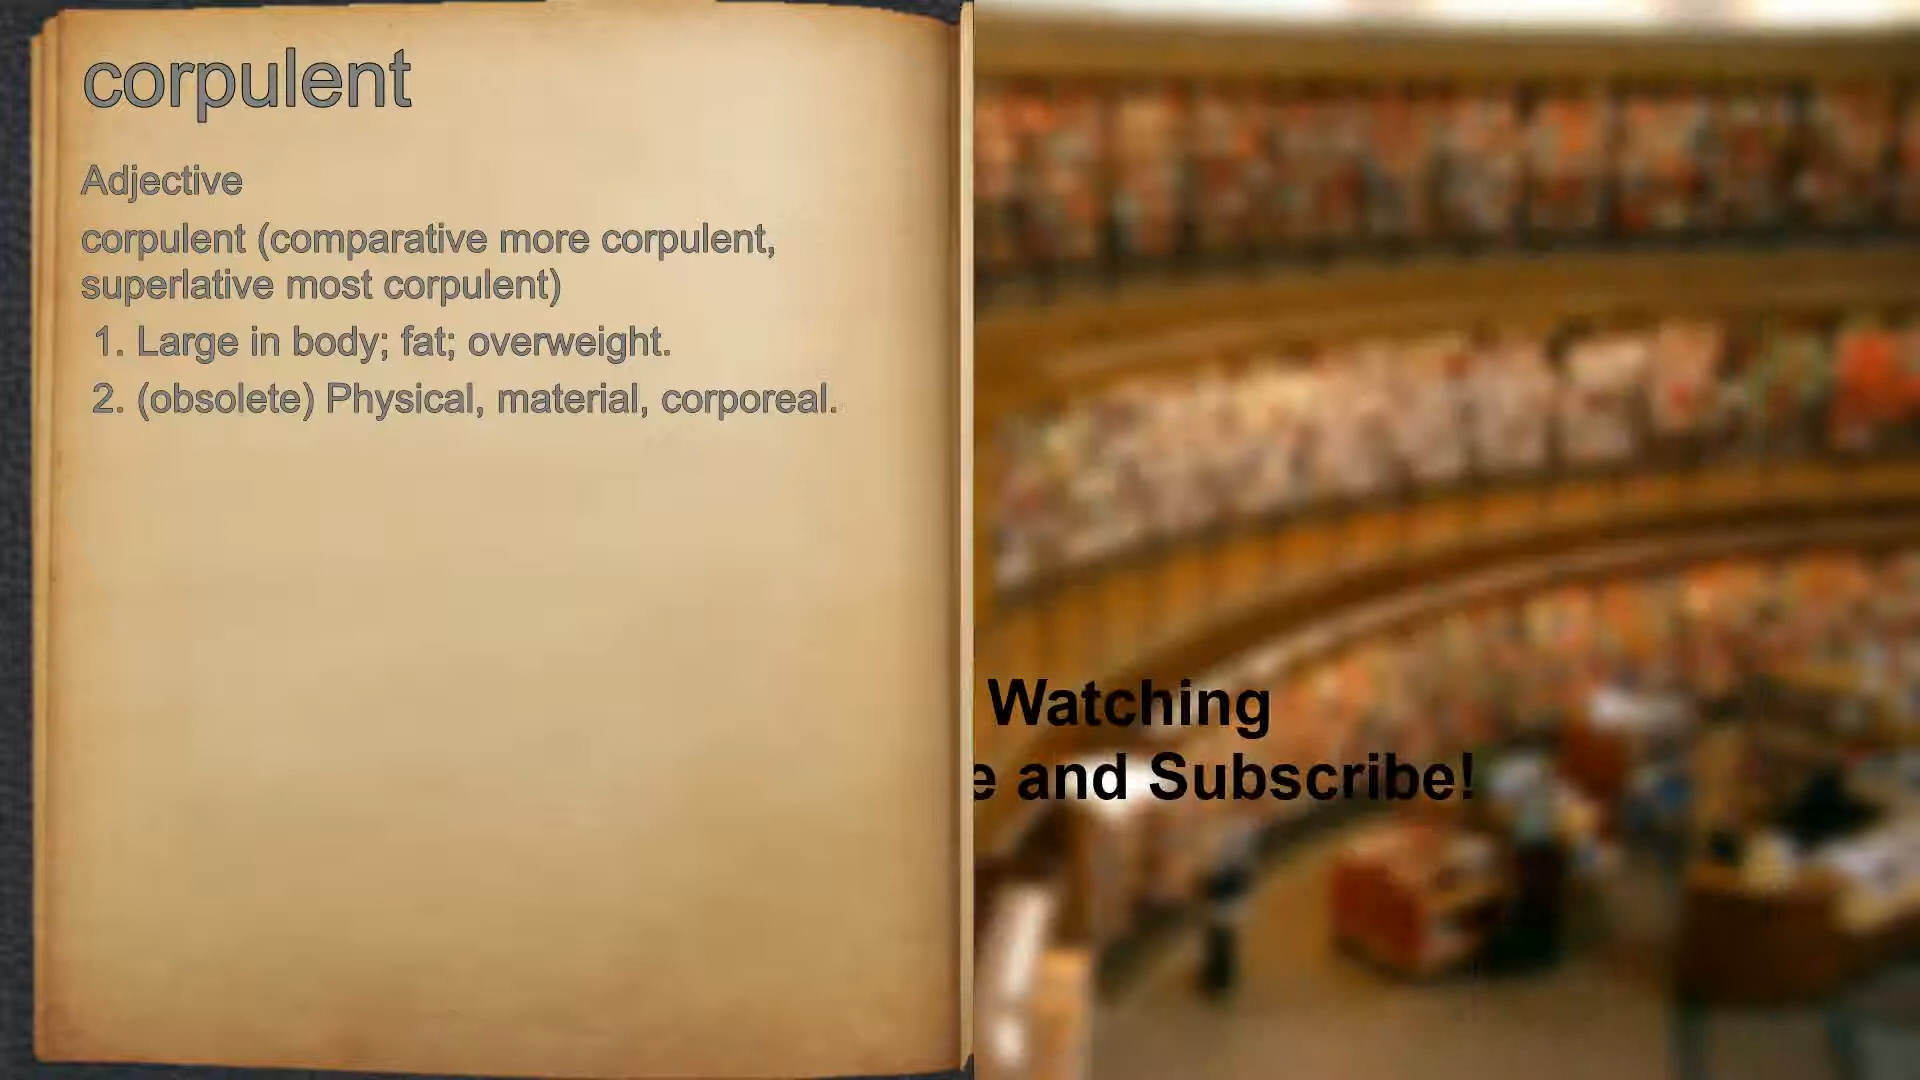 corpulent
Adjective
corpulent (comparative more corpulent,
superlative most corpulent)
1. Large in body; fat; overweight.
2. (obsolete) Physical, material, corporeal.
Watching
e and Subscribe!